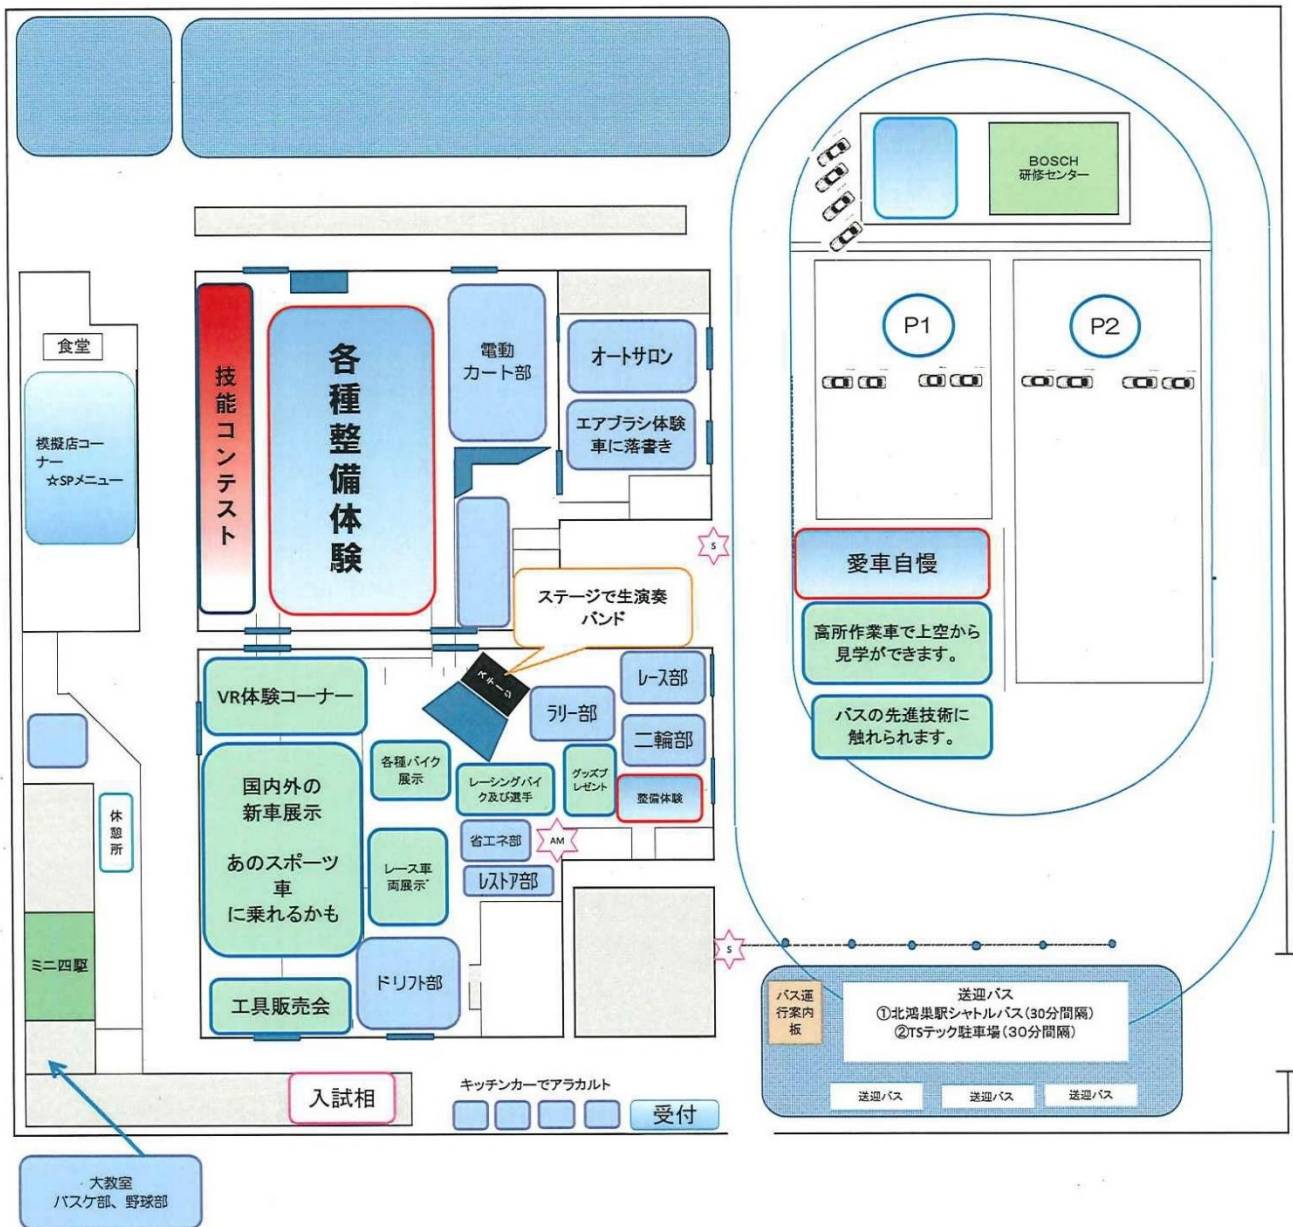 BOSCH
研修センター
P1
P2
食堂
模擬店コー
ナー
☆SPメニュー
技能コンテスト
各種整備体験
電動
カート部
オートサロン
エアブラシ体験
車に落書き
S
ステージで生演奏
バンド
愛車自慢
高所作業車で上空から
見学ができます。
バスの先進技術に
触れられます。
VR体験コーナー
ステージ
ラリー部
レース部
二輪部
国内外の
新車展示
あのスポーツ
車
に乗れるかも
各種バイク
展示
レーシングバイ
ク及び選手
グッズプ
レゼント
整備体験
省エネ部
AM
レストア部
レース車
両展示
休憩所
ミニ四駆
ドリフト部
工具販売会
S
バス運
行案内
板
送迎バス
①北鴻巣駅シャトルバス(30分間隔)
②TSテック駐車場(30分間隔)
送迎バス
送迎バス
送迎バス
入試相
キッチンカーでアラカルト
受付
大教室
バスケ部、野球部